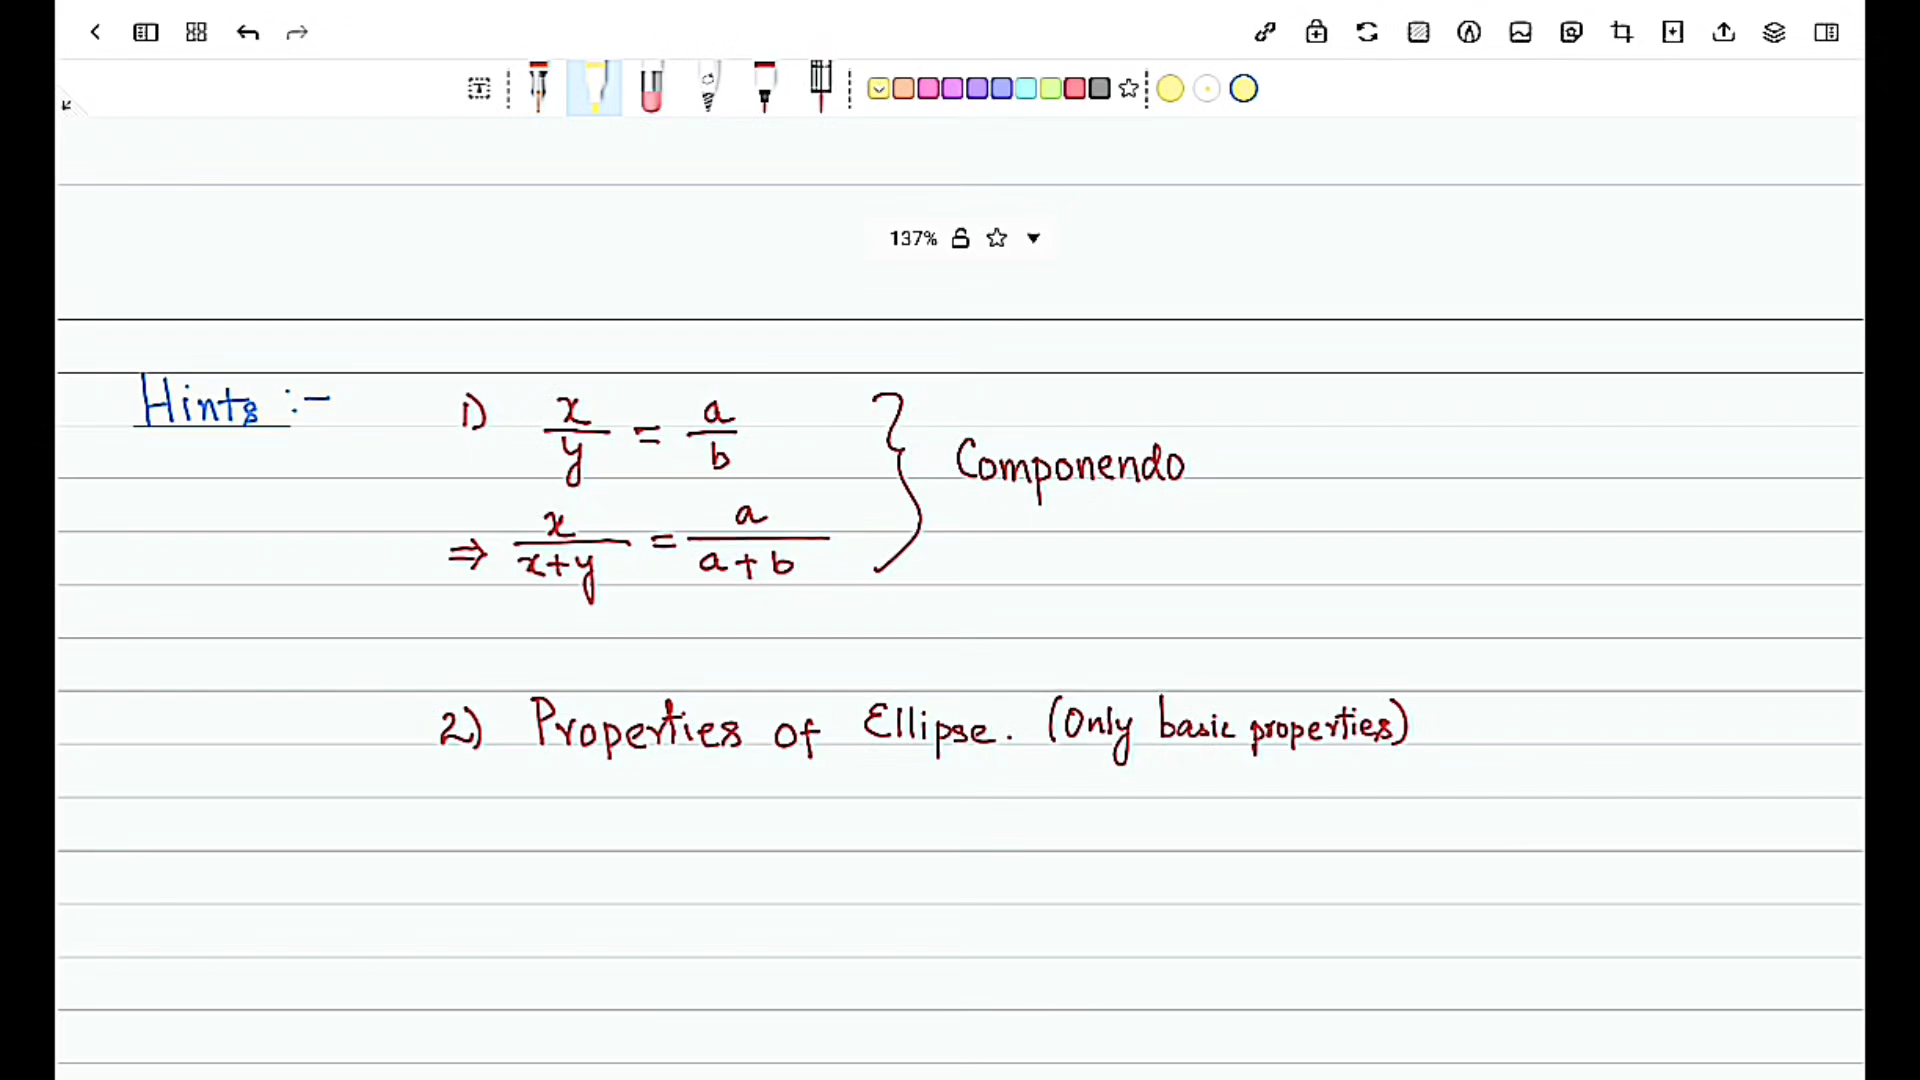 137%
Hints :-
1) x/y = a/b
Componendo
⇒ x/(x+y) = a/(a+b)
2) Properties of Ellipse. (Only basic properties)